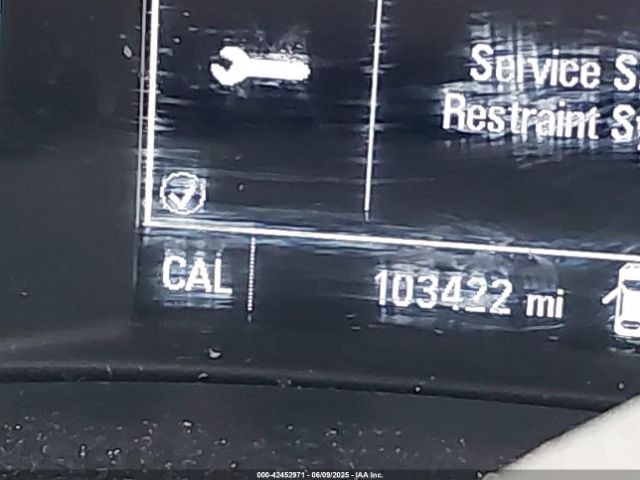 Service S
Restraint Sy
CAL
103422 mi
000-42452971 - 06/09/2025 - IAA Inc.